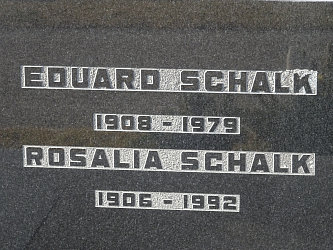 EDUARD SCHALK
1908 - 1979
ROSALIA SCHALK
1906 - 1992